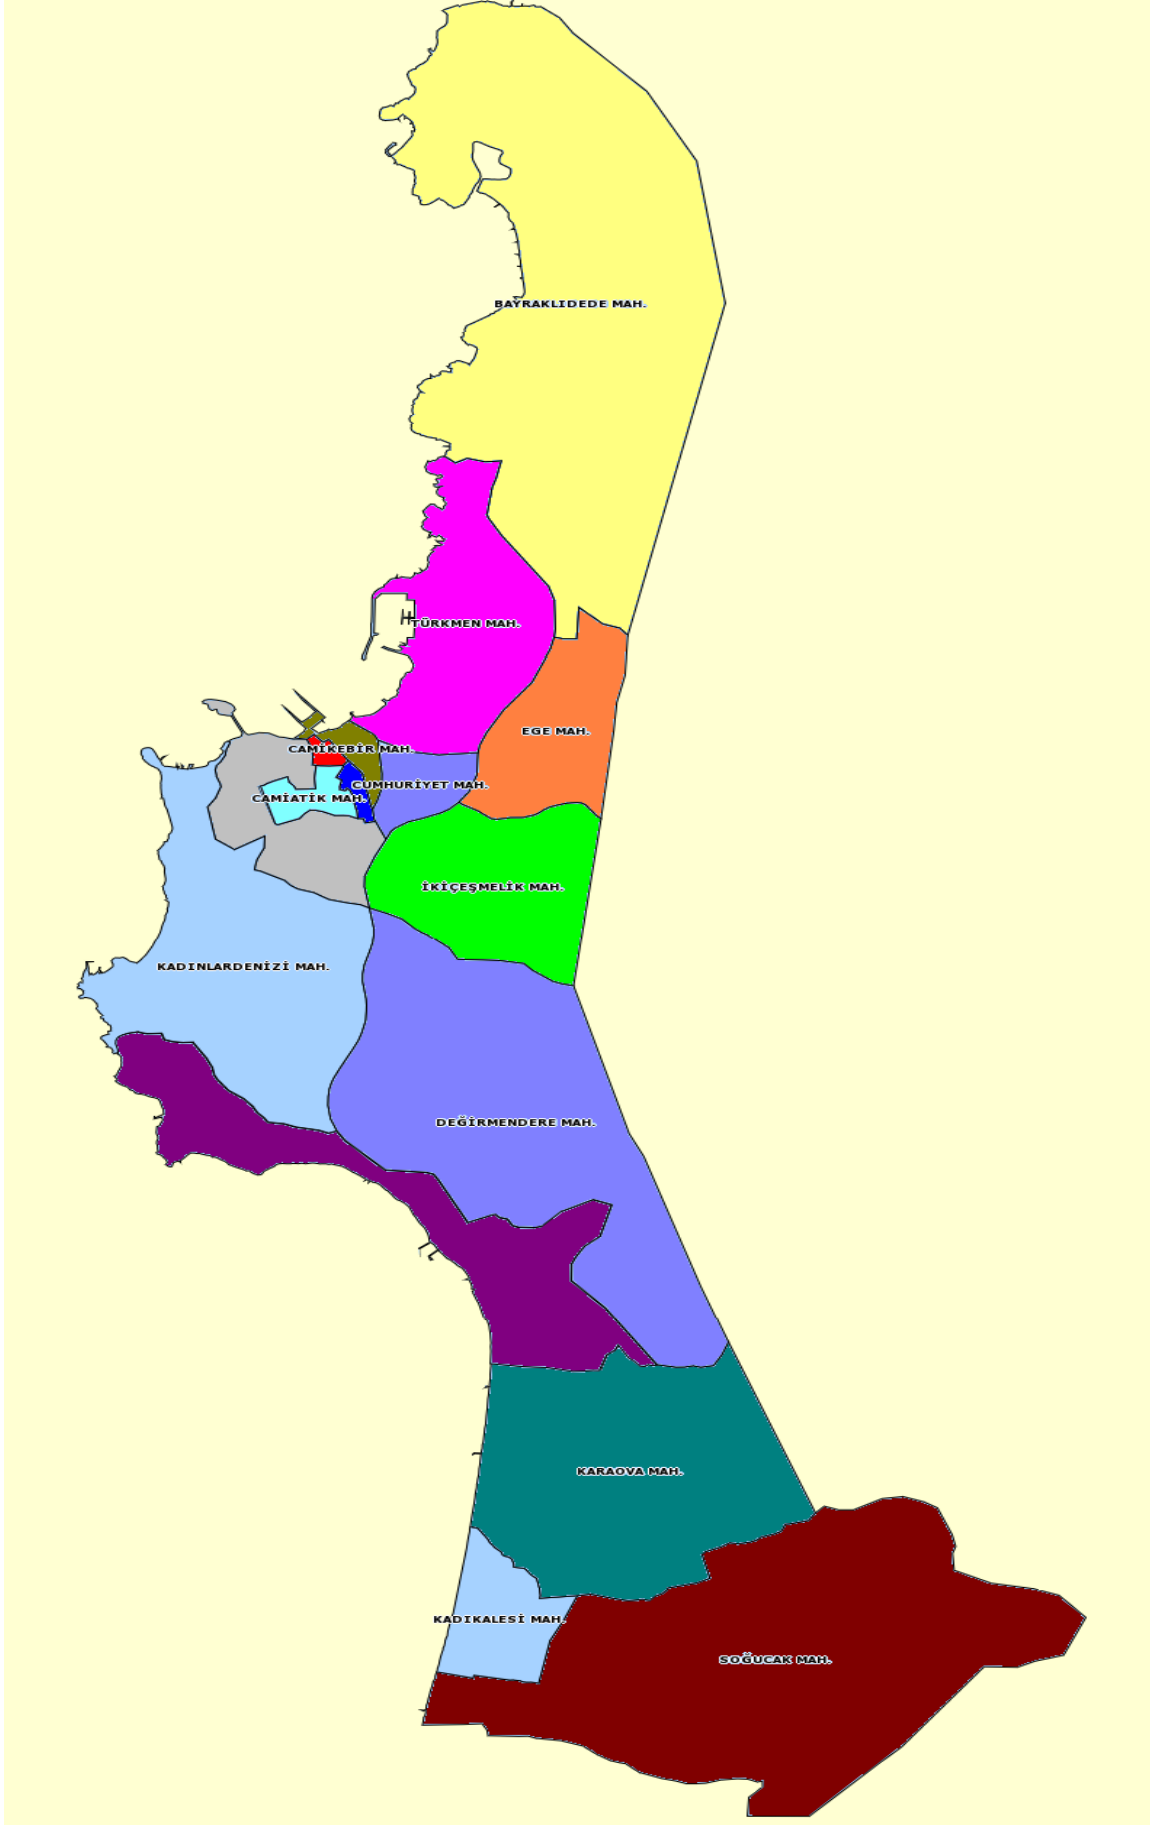 BAYRAKLIDEDE MAH.
TÜRKMEN MAH.
EGE MAH.
CAMİKEBİR MAH.
CUMHURİYET MAH.
CAMİATİK MAH.
İKİÇEŞMELİK MAH.
KADINLARDENİZİ MAH.
DEĞİRMENDERE MAH.
KARAOVA MAH.
KADIKALESİ MAH.
SOĞUCAK MAH.